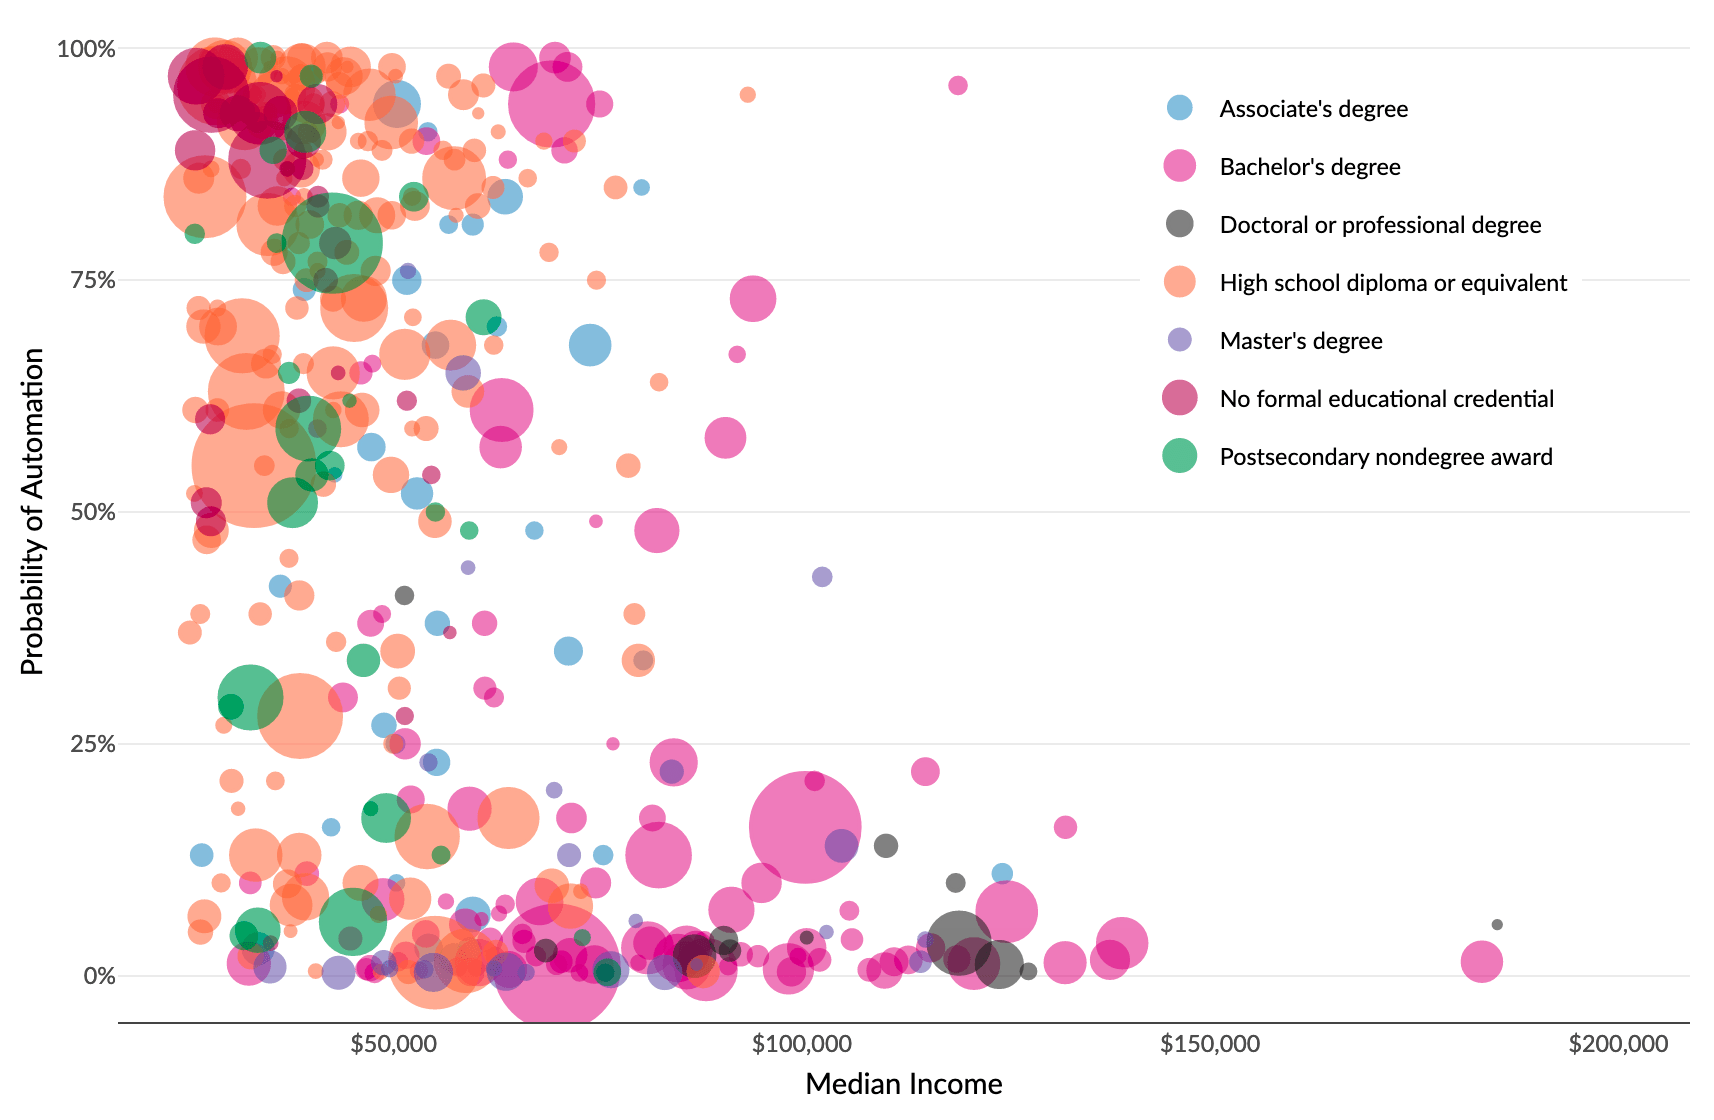 100%
75%
50%
25%
0%
Probability of Automation
Associate's degree
Bachelor's degree
Doctoral or professional degree
High school diploma or equivalent
Master's degree
No formal educational credential
Postsecondary nondegree award
$50,000
$100,000
$150,000
$200,000
Median Income